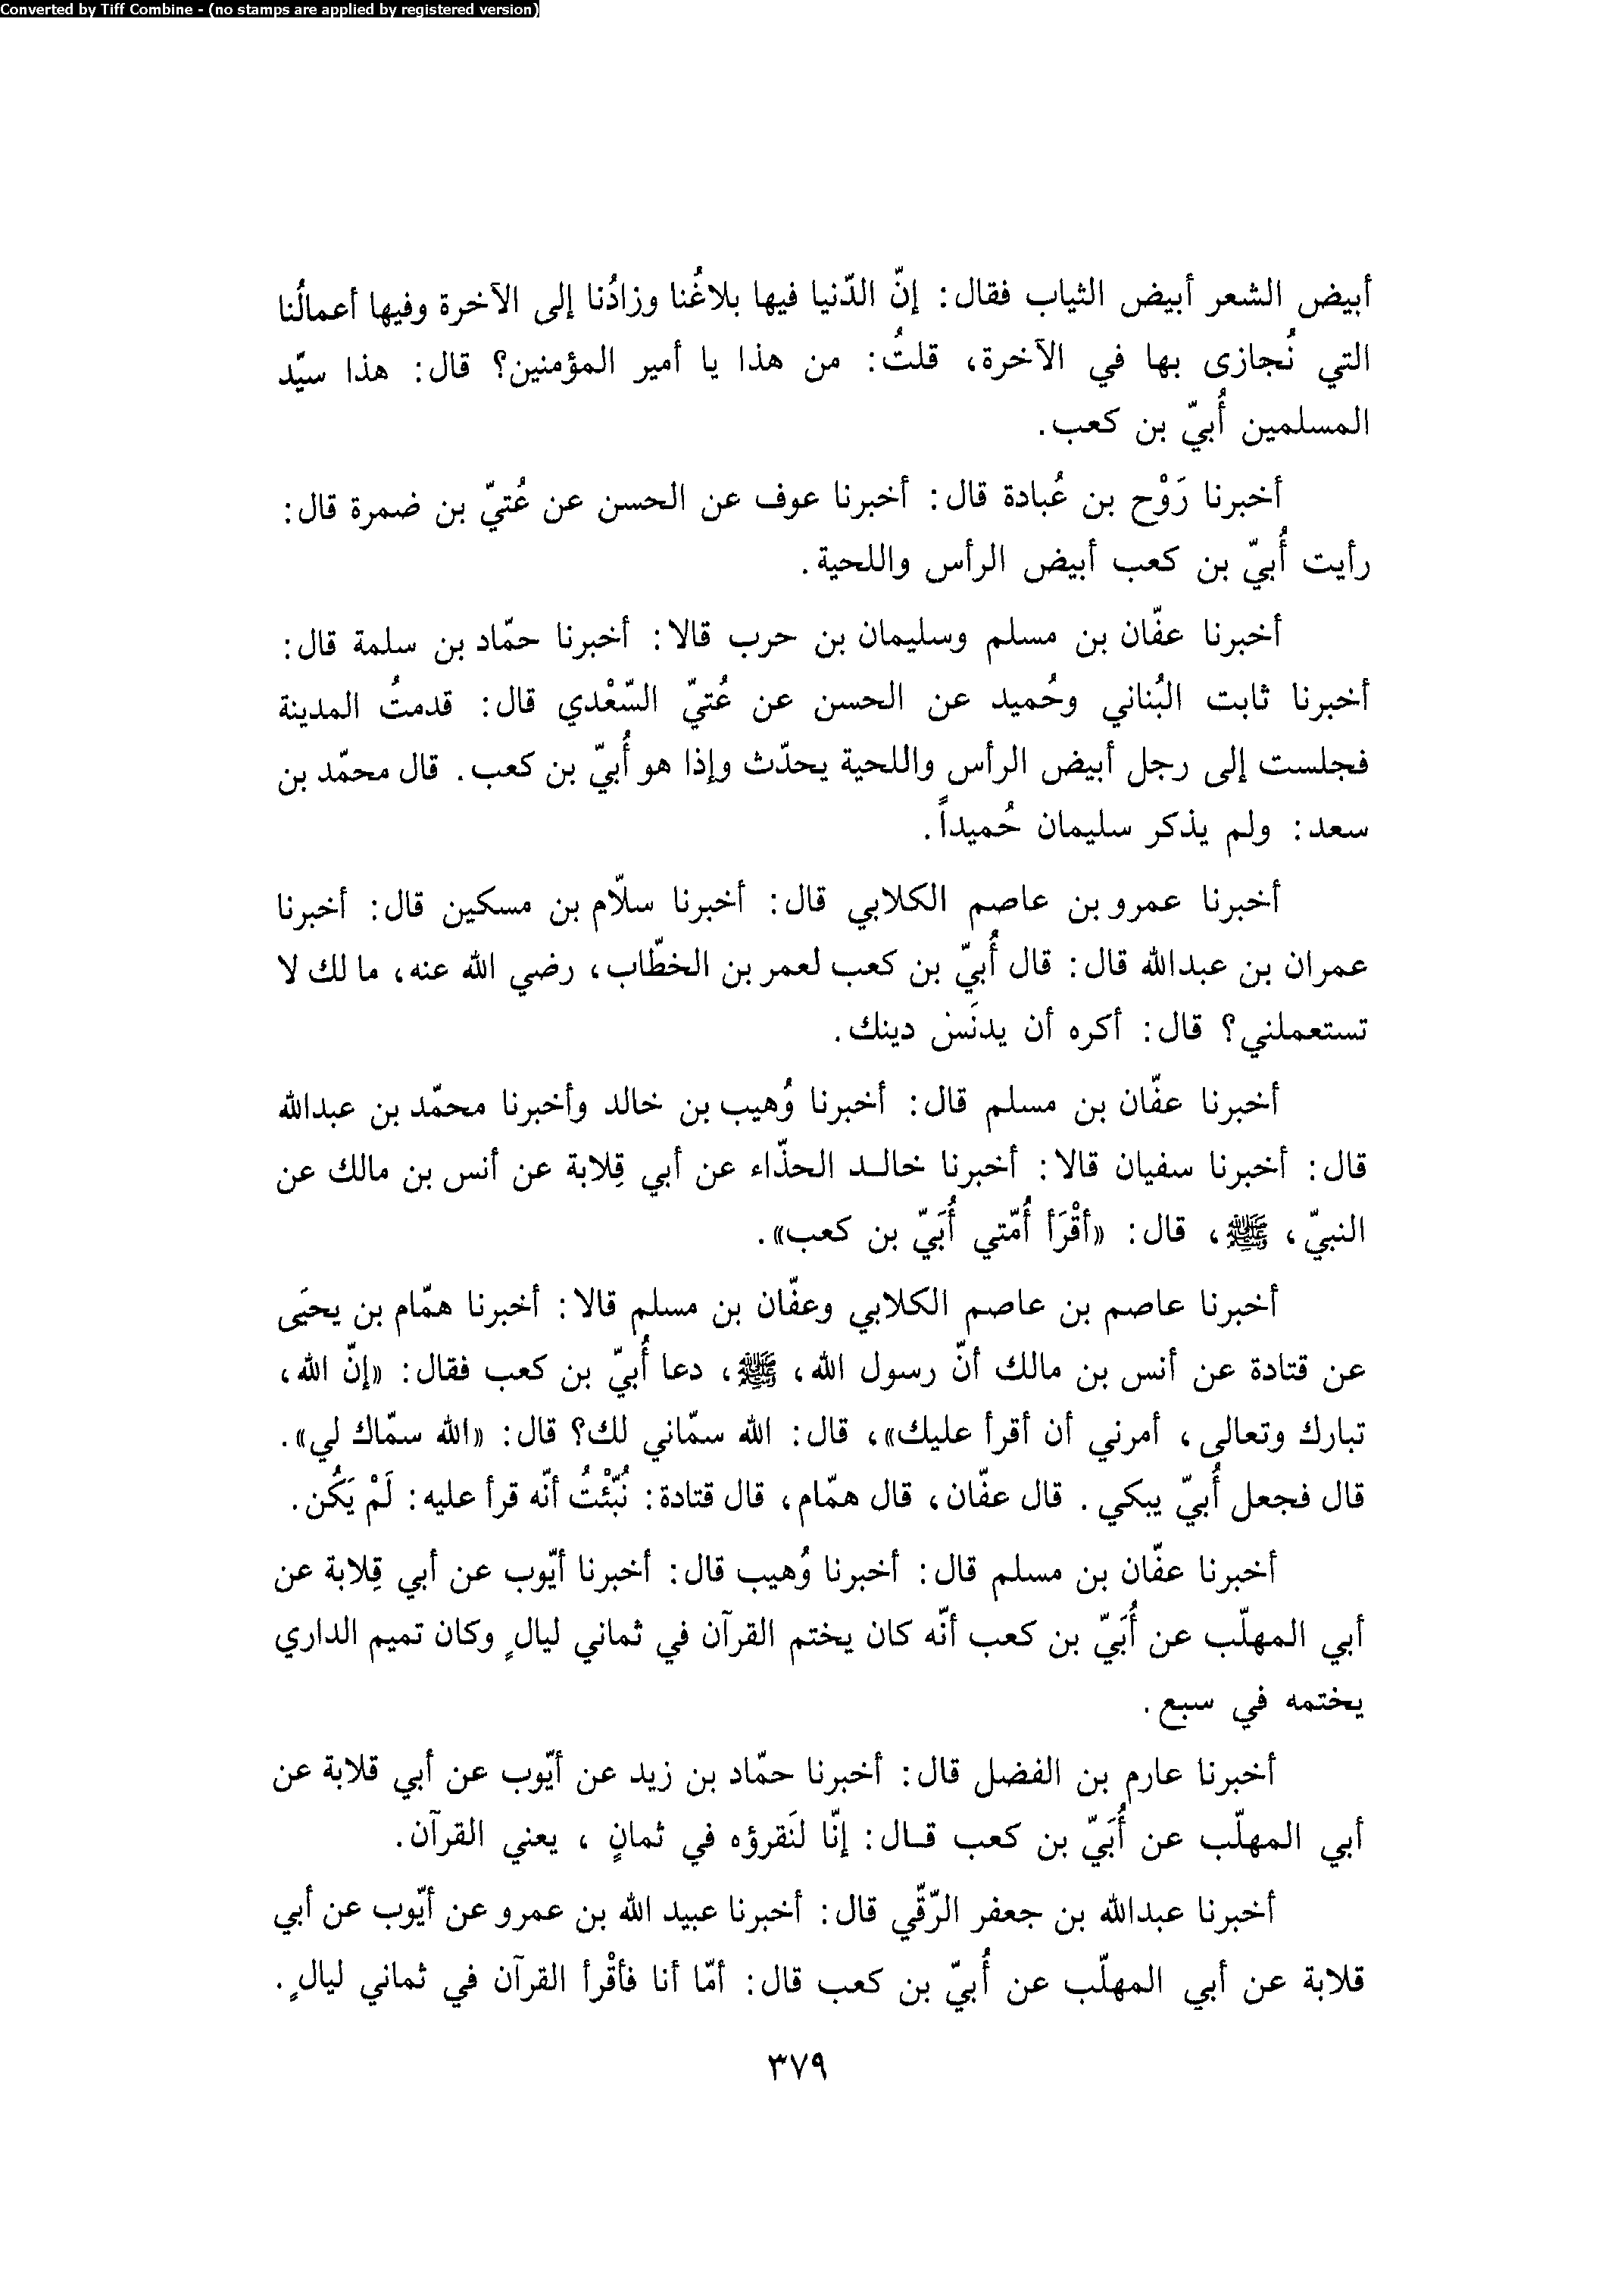 Converted by Tiff Combine - (no stamps are applied by registered version)
أبيض الشعر أبيض الثياب فقال: إنّ الدّنيا فيها بلاغُنا وزادُنا إلى الآخرة وفيها أعمالُنا
التي نُجازى بها في الآخرة، قلتُ: من هذا يا أمير المؤمنين؟ قال: هذا سيّد
المسلمين أُبيّ بن كعب.
أخبرنا رَوْح بن عُبادة قال: أخبرنا عوف عن الحسن عن عُتيّ بن ضمرة قال:
رأيت أُبيّ بن كعب أبيض الرأس واللحية.
أخبرنا عفّان بن مسلم وسليمان بن حرب قالا: أخبرنا حمّاد بن سلمة قال:
أخبرنا ثابت البُناني وحُميد عن الحسن عن عُتيّ السّعْدي قال: قدمتُ المدينة
فجلست إلى رجل أبيض الرأس واللحية يحدّث وإذا هو أُبيّ بن كعب. قال محمّد بن
سعد: ولم يذكر سليمان حُميداً.
أخبرنا عمرو بن عاصم الكلابي قال: أخبرنا سلّام بن مسكين قال: أخبرنا
عمران بن عبدالله قال: قال أُبيّ بن كعب لعمر بن الخطّاب، رضي الله عنه، ما لك لا
تستعملني؟ قال: أكره أن يدنَس دينك.
أخبرنا عفّان بن مسلم قال: أخبرنا وُهيب بن خالد وأخبرنا محمّد بن عبدالله
قال: أخبرنا سفيان قالا: أخبرنا خالـد الحذّاء عن أبي قِلابة عن أنس بن مالك عن
النبيّ، ﷺ، قال: «أقْرَأ أُمّتي أُبَيّ بن كعب».
أخبرنا عاصم بن عاصم الكلابي وعفّان بن مسلم قالا: أخبرنا همّام بن يحيَى
عن قتادة عن أنس بن مالك أنّ رسول الله، ﷺ، دعا أُبيّ بن كعب فقال: «إنّ الله،
تبارك وتعالى، أمرني أن أقرأ عليك»، قال: الله سمّاني لك؟ قال: «الله سمّاك لي».
قال فجعل أُبيّ يبكي. قال عفّان، قال همّام، قال قتادة: نُبّئْتُ أنّه قرأ عليه: لَمْ يَكُن.
أخبرنا عفّان بن مسلم قال: أخبرنا وُهيب قال: أخبرنا أيّوب عن أبي قِلابة عن
أبي المهلّب عن أُبَيّ بن كعب أنّه كان يختم القرآن في ثماني ليالٍ وكان تميم الداري
يختمه في سبع.
أخبرنا عارم بن الفضل قال: أخبرنا حمّاد بن زيد عن أيّوب عن أبي قلابة عن
أبي المهلّب عن أُبَيّ بن كعب قـال: إنّا لنَقرؤه في ثمانٍ ، يعني القرآن.
أخبرنا عبدالله بن جعفر الرّقّي قال: أخبرنا عبيد الله بن عمرو عن أيّوب عن أبي
قلابة عن أبي المهلّب عن أُبيّ بن كعب قال: أمّا أنا فأقْرأ القرآن في ثماني ليالٍ.
٣٧٩